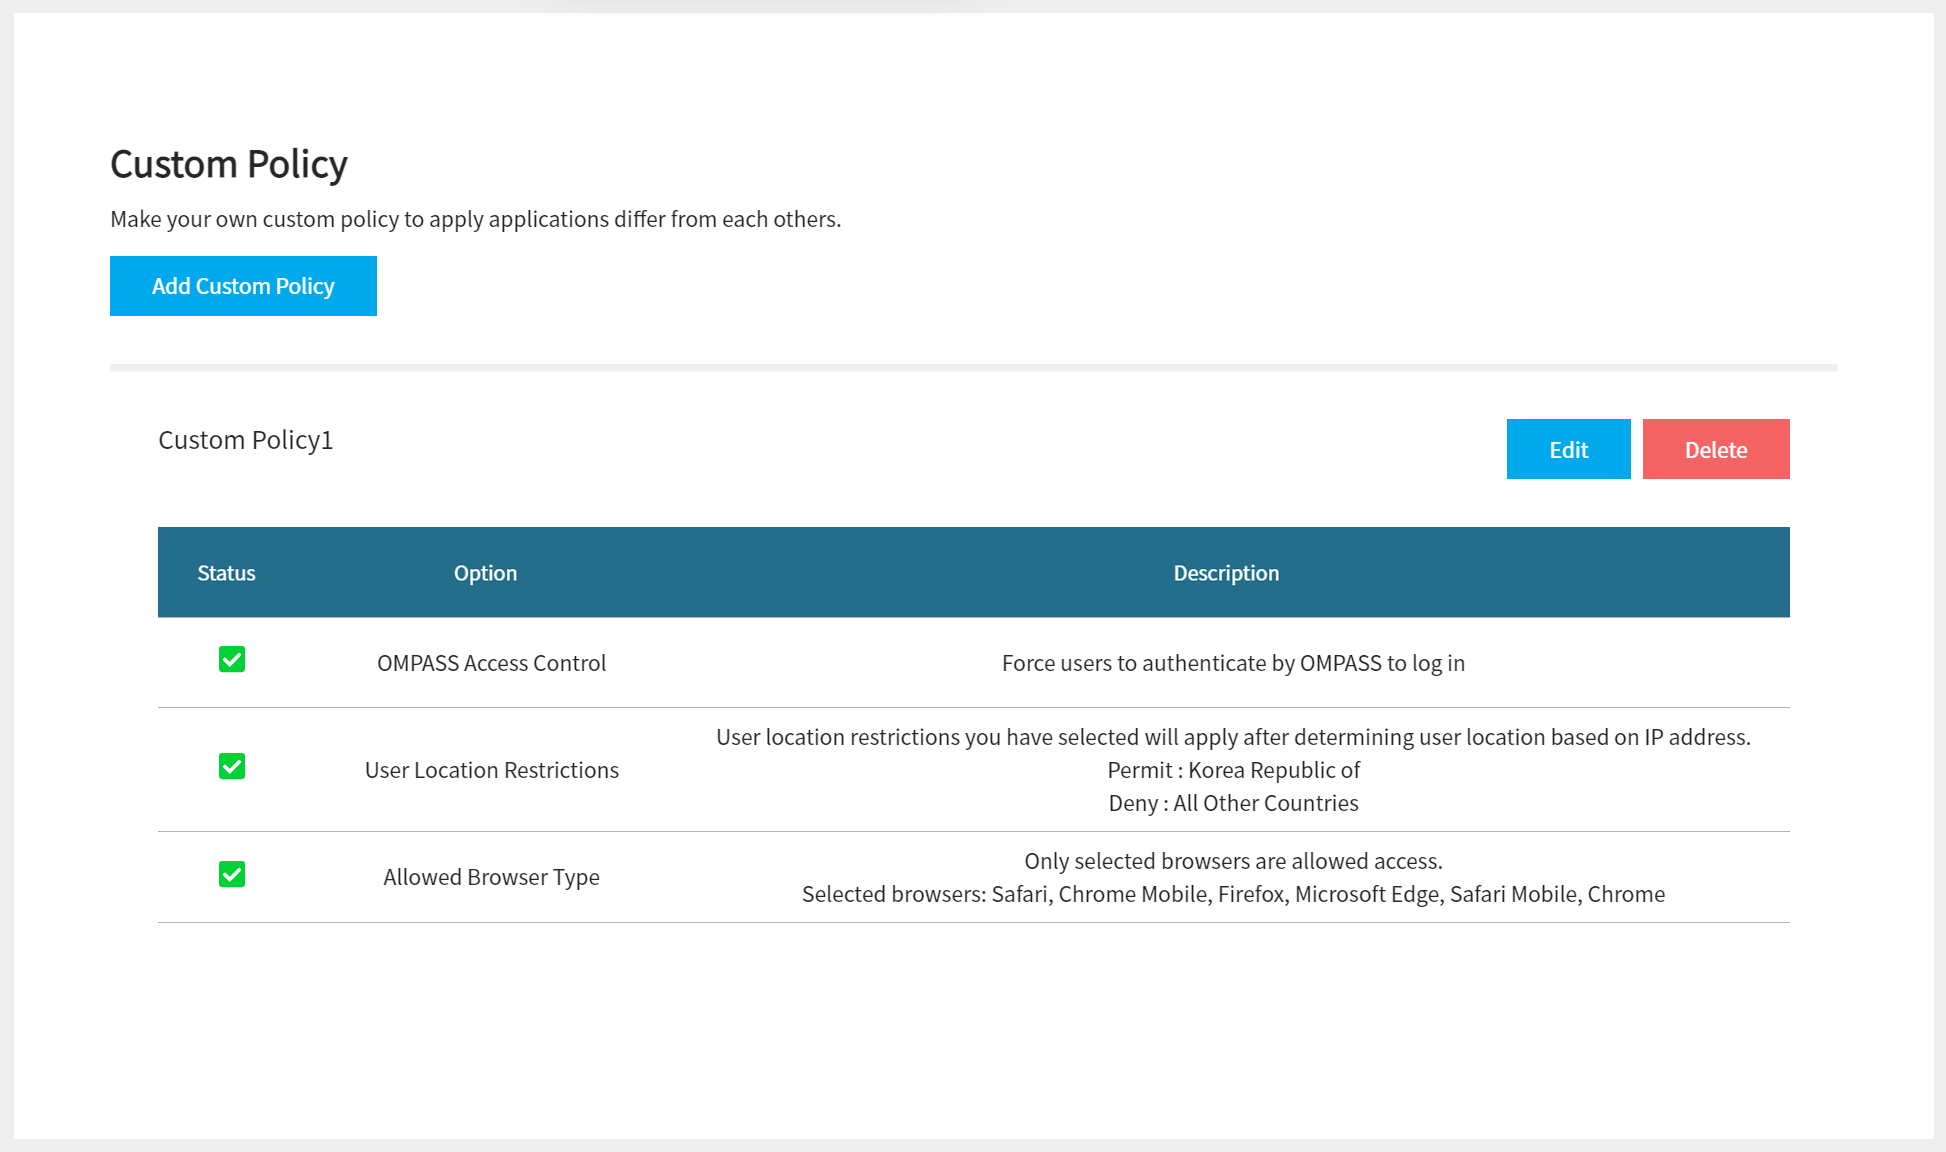 Custom Policy
Make your own custom policy to apply applications differ from each others.
Add Custom Policy
Custom Policy1
Edit
Delete
Status
Option
Description
OMPASS Access Control
Force users to authenticate by OMPASS to log in
User Location Restrictions
User location restrictions you have selected will apply after determining user location based on IP address.
Permit : Korea Republic of
Deny : All Other Countries
Allowed Browser Type
Only selected browsers are allowed access.
Selected browsers: Safari, Chrome Mobile, Firefox, Microsoft Edge, Safari Mobile, Chrome